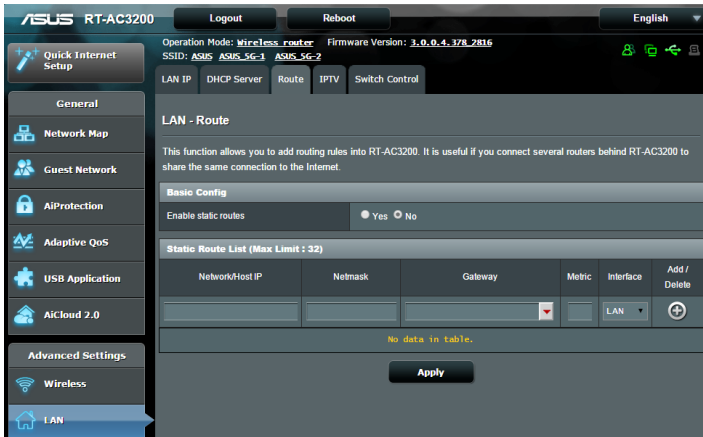 ASUS RT-AC3200 Logout Reboot English
Quick Internet Setup
Operation Mode: Wireless router Firmware Version: 3.0.0.4.378_2816
SSID: ASUS ASUS_5G-1 ASUS_5G-2
LAN IP DHCP Server Route IPTV Switch Control
General
Network Map
Guest Network
AiProtection
Adaptive QoS
USB Application
AiCloud 2.0
Advanced Settings
Wireless
LAN
LAN - Route
This function allows you to add routing rules into RT-AC3200. It is useful if you connect several routers behind RT-AC3200 to
share the same connection to the Internet.
Basic Config
Enable static routes Yes No
Static Route List (Max Limit : 32)
Network/Host IP Netmask Gateway Metric Interface Add / Delete
LAN
No data in table.
Apply